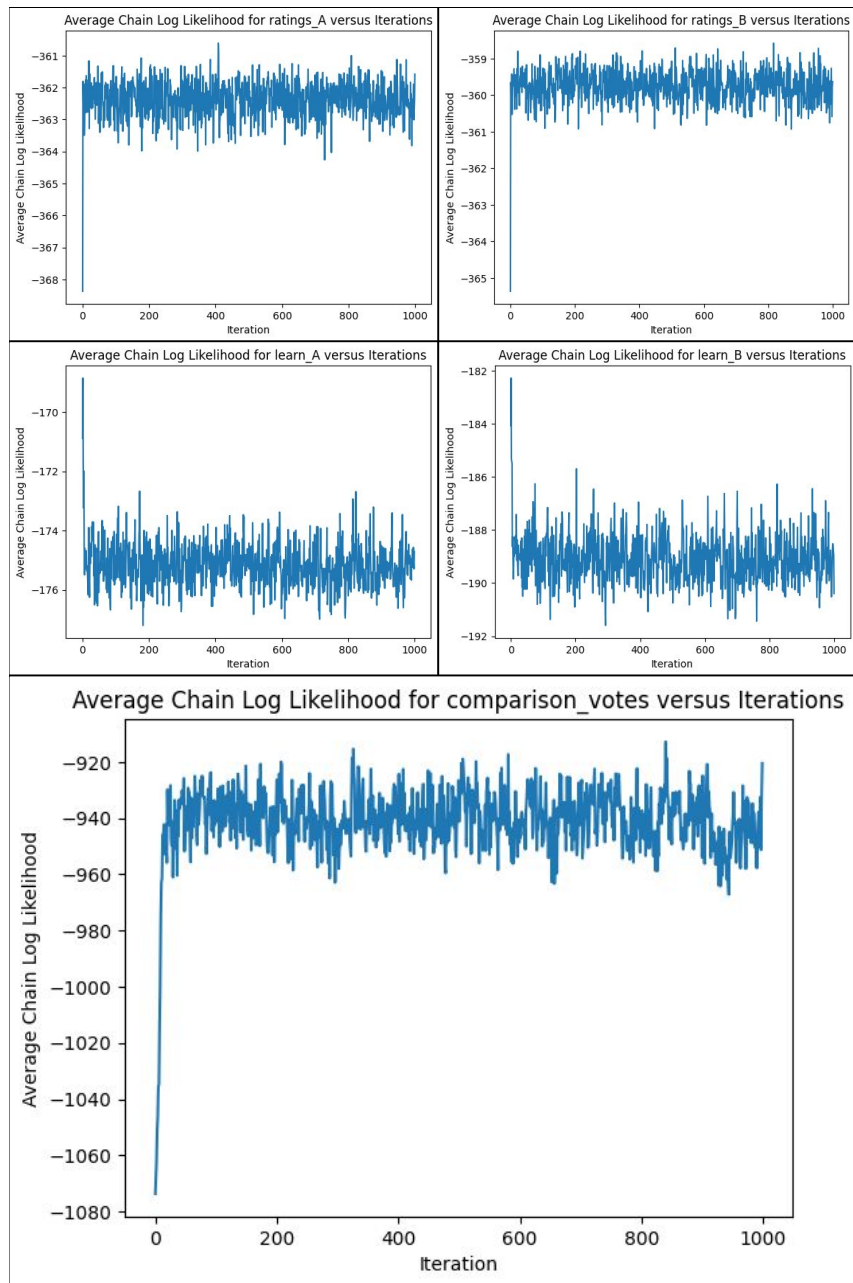 Average Chain Log Likelihood for ratings_A versus Iterations
Average Chain Log Likelihood
−361
−362
−363
−364
−365
−366
−367
−368
0 200 400 600 800 1000
Iteration
Average Chain Log Likelihood for ratings_B versus Iterations
Average Chain Log Likelihood
−359
−360
−361
−362
−363
−364
−365
0 200 400 600 800 1000
Iteration
Average Chain Log Likelihood for learn_A versus Iterations
Average Chain Log Likelihood
−170
−172
−174
−176
0 200 400 600 800 1000
Iteration
Average Chain Log Likelihood for learn_B versus Iterations
Average Chain Log Likelihood
−182
−184
−186
−188
−190
−192
0 200 400 600 800 1000
Iteration
Average Chain Log Likelihood for comparison_votes versus Iterations
Average Chain Log Likelihood
−920
−940
−960
−980
−1000
−1020
−1040
−1060
−1080
0 200 400 600 800 1000
Iteration